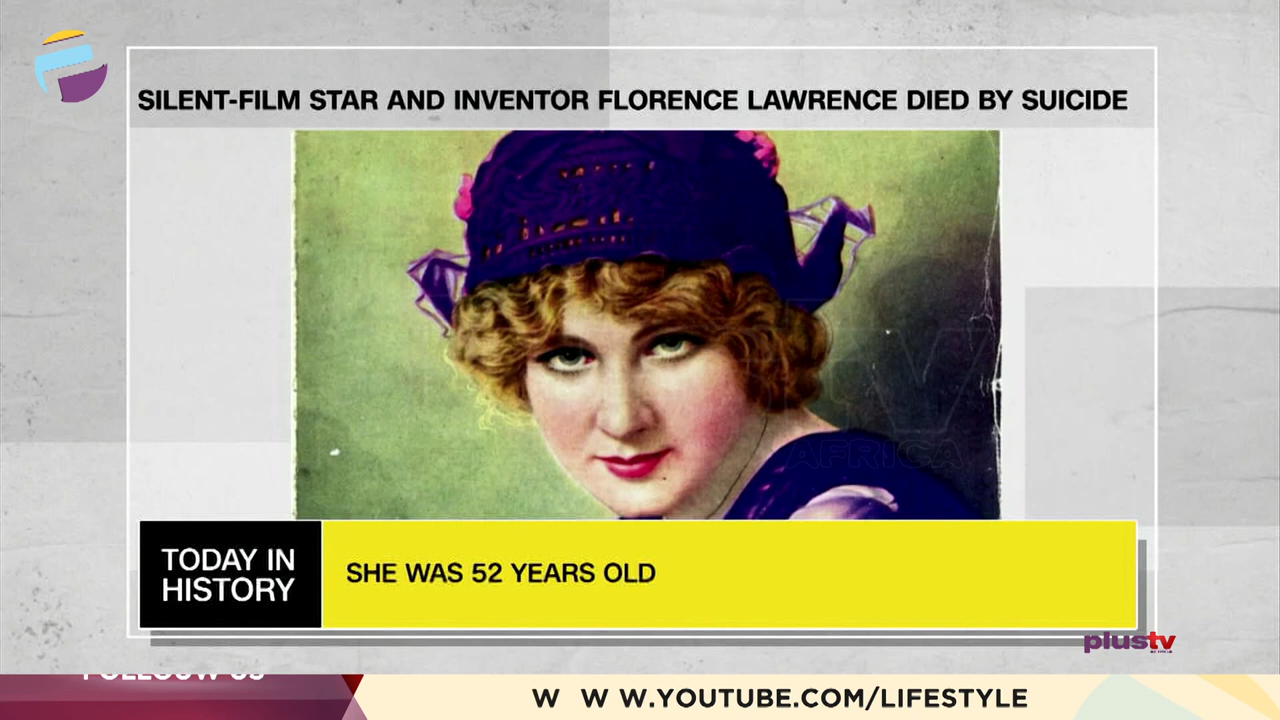 SILENT-FILM STAR AND INVENTOR FLORENCE LAWRENCE DIED BY SUICIDE
AFRICA
TODAY IN
HISTORY
SHE WAS 52 YEARS OLD
plustv
W W W.YOUTUBE.COM/LIFESTYLE